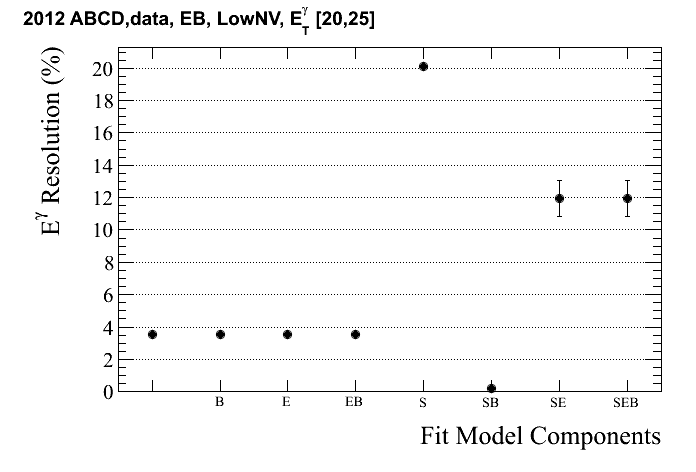 2012 ABCD,data, EB, LowNV, E_T^γ [20,25]
E^γ Resolution (%)
20
18
16
14
12
10
8
6
4
2
0
B E EB S SB SE SEB
Fit Model Components